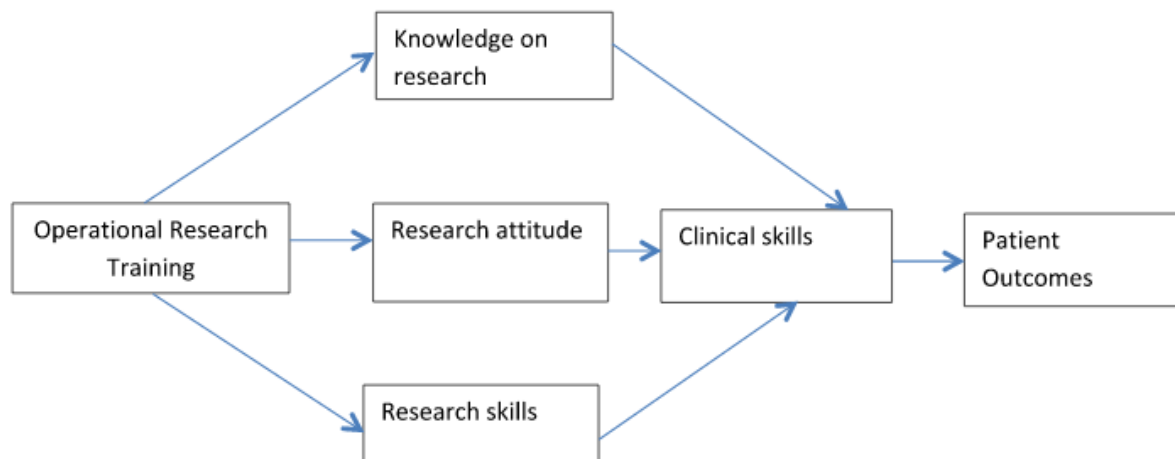 Knowledge on
research
Operational Research
Training
Research attitude
Clinical skills
Patient
Outcomes
Research skills